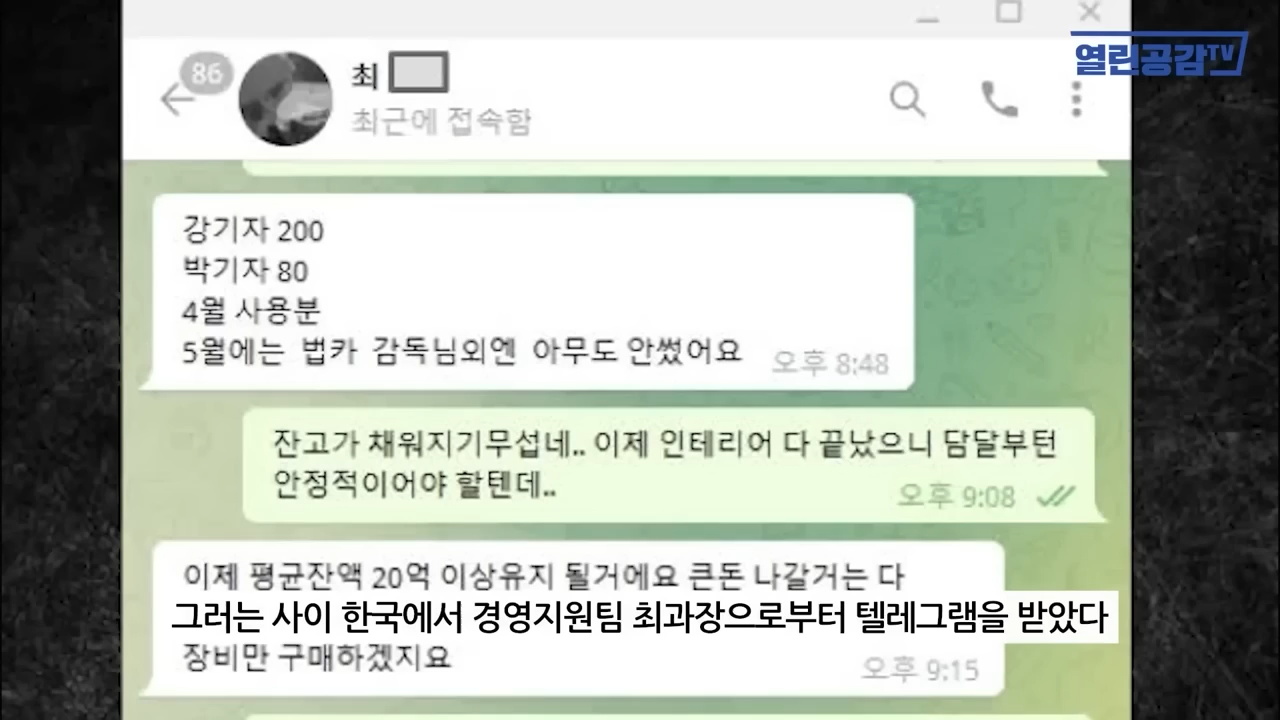 열린공감TV
86
최
최근에 접속함
강기자 200
박기자 80
4월 사용분
5월에는 법카 감독님외엔 아무도 안썼어요
오후 8:48
잔고가 채워지기무섭네.. 이제 인테리어 다 끝났으니 담달부턴
안정적이어야 할텐데..
오후 9:08
이제 평균잔액 20억 이상유지 될거에요 큰돈 나갈거는 다
그러는 사이 한국에서 경영지원팀 최과장으로부터 텔레그램을 받았다
장비만 구매하겠지요
오후 9:15